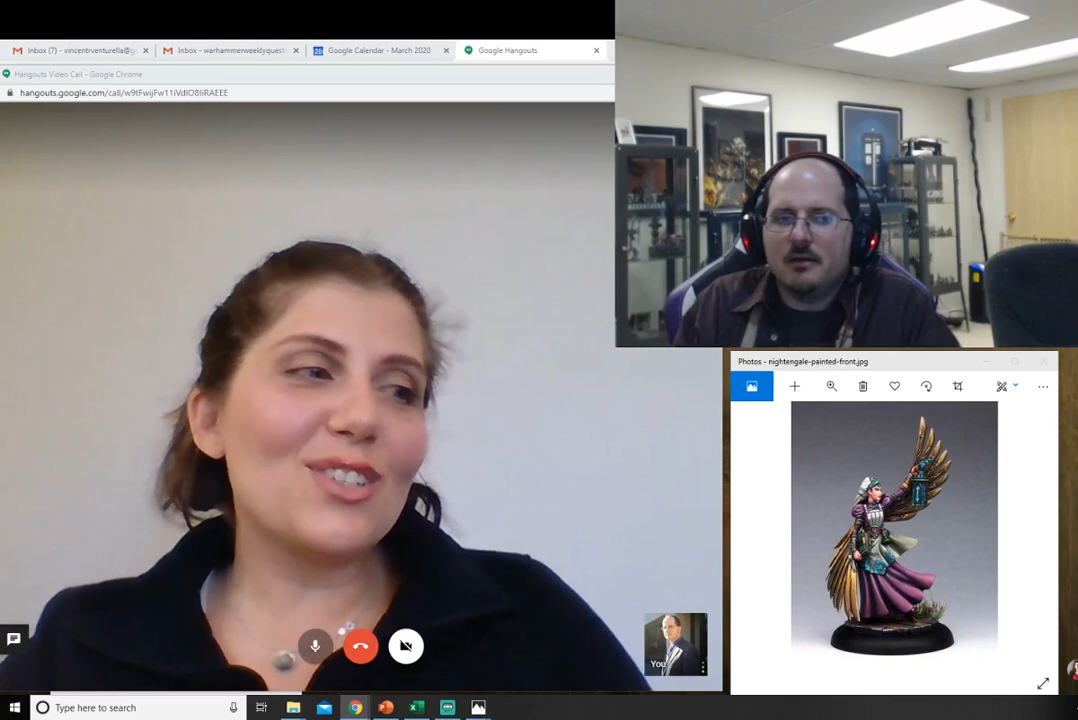 Inbox (7) - vincentrventurella@g
Inbox - warhammerweeklyquest
Google Calendar - March 2020
Google Hangouts
Hangouts Video Call - Google Chrome
hangouts.google.com/call/
Photos - nightengale-painted-front.jpg
You
Type here to search